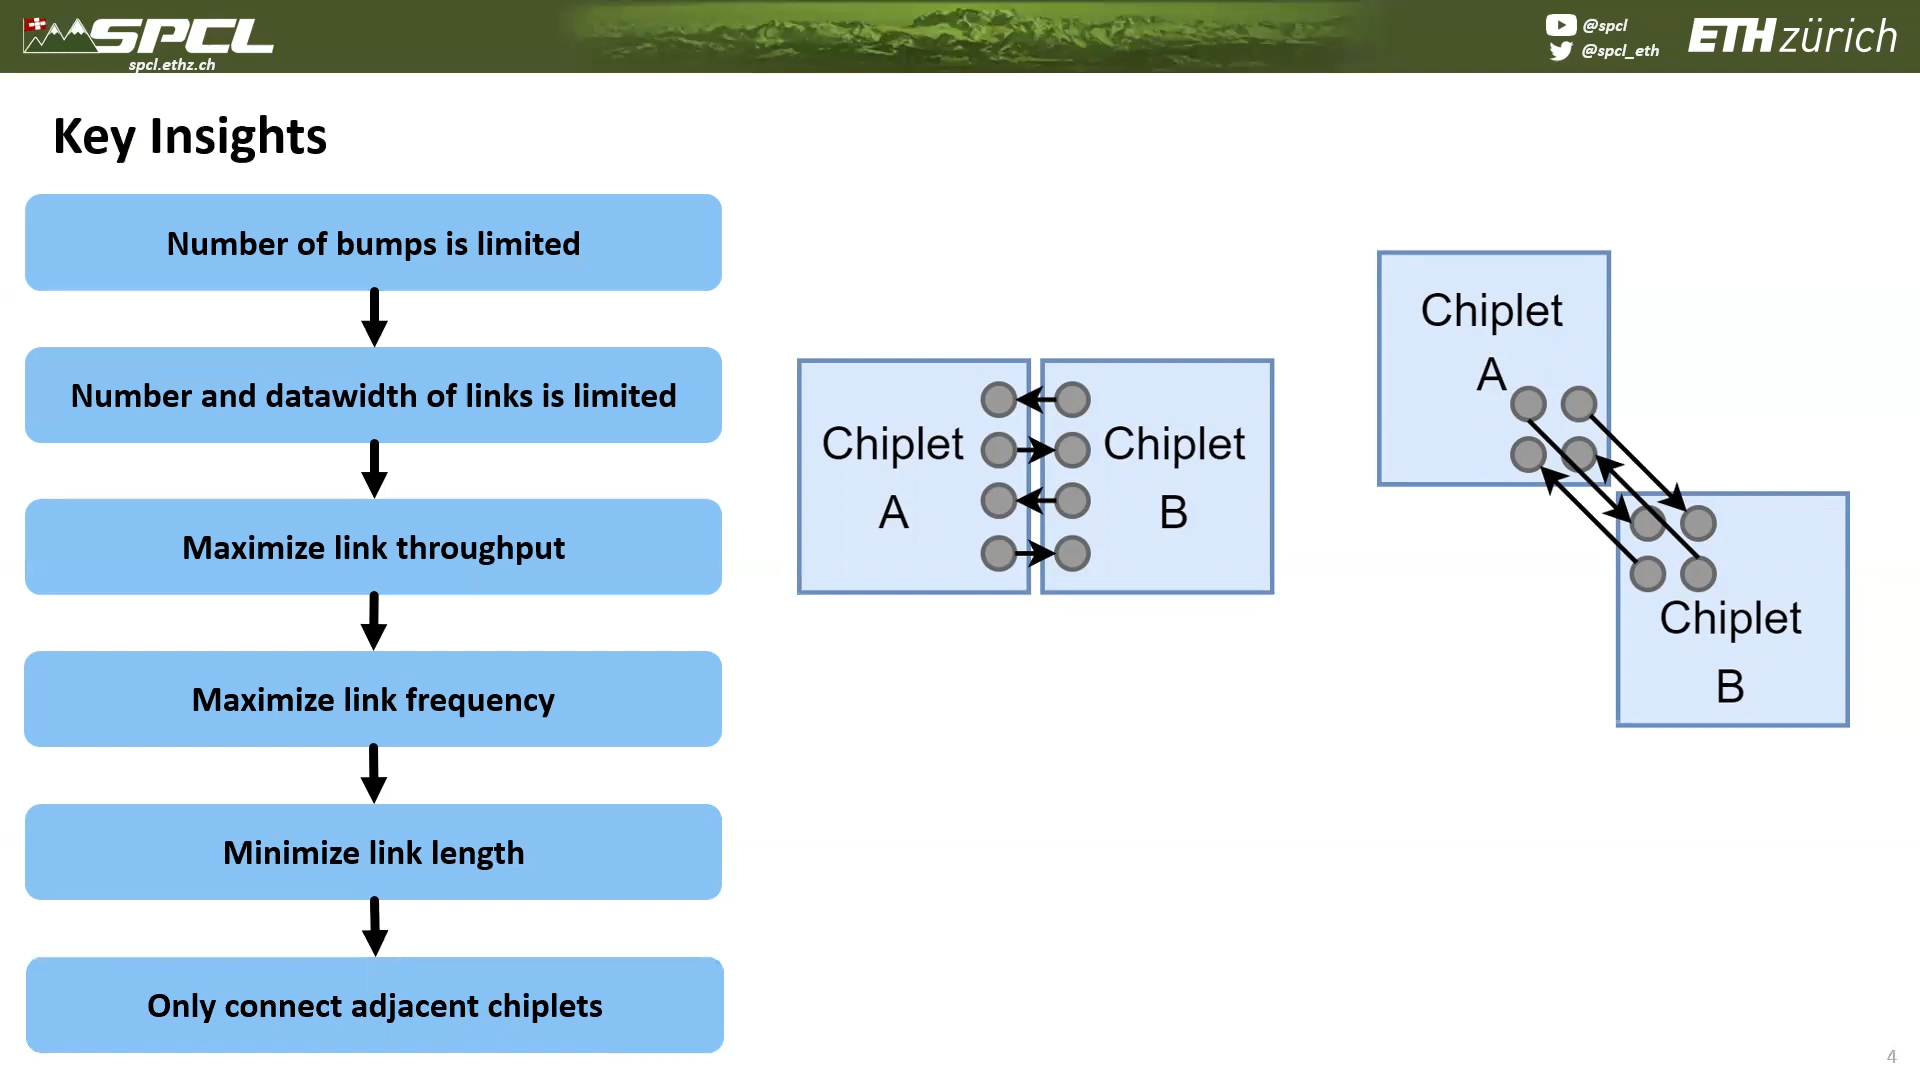 SPCL
spcl.ethz.ch
@spcl
@spcl_eth
ETH zürich
Key Insights
Number of bumps is limited
Number and datawidth of links is limited
Maximize link throughput
Maximize link frequency
Minimize link length
Only connect adjacent chiplets
Chiplet
A
Chiplet
B
Chiplet
A
Chiplet
B
4